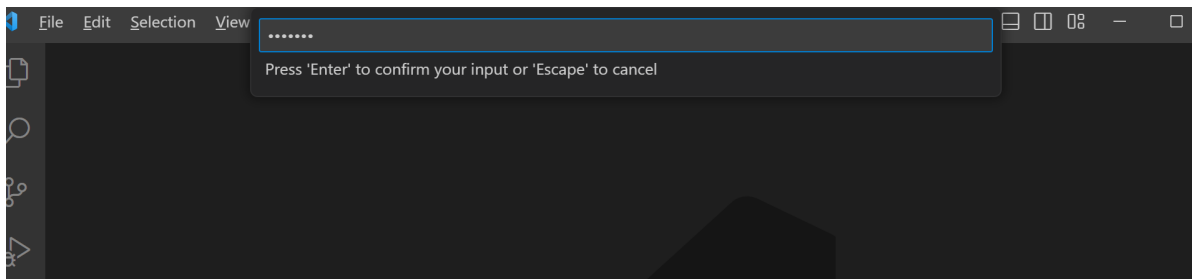 File Edit Selection View
•••••••
Press 'Enter' to confirm your input or 'Escape' to cancel